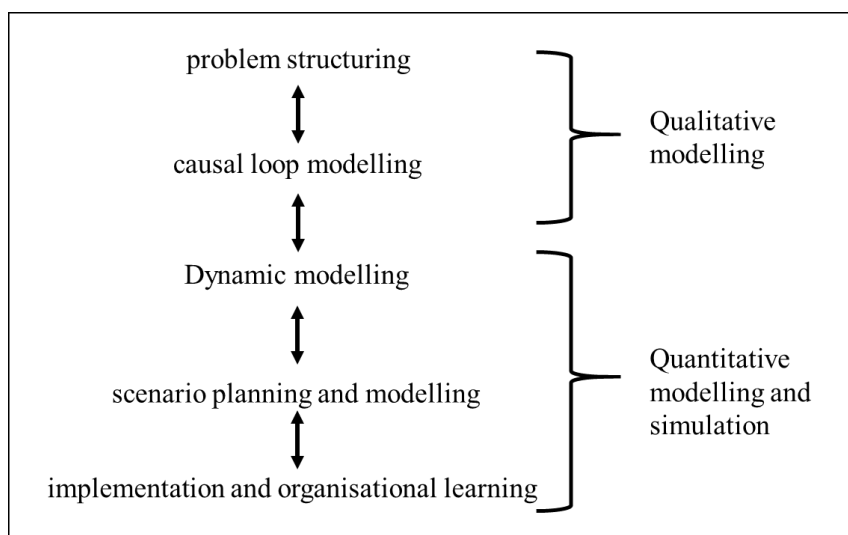 problem structuring
causal loop modelling
Dynamic modelling
scenario planning and modelling
implementation and organisational learning
Qualitative
modelling
Quantitative
modelling and
simulation